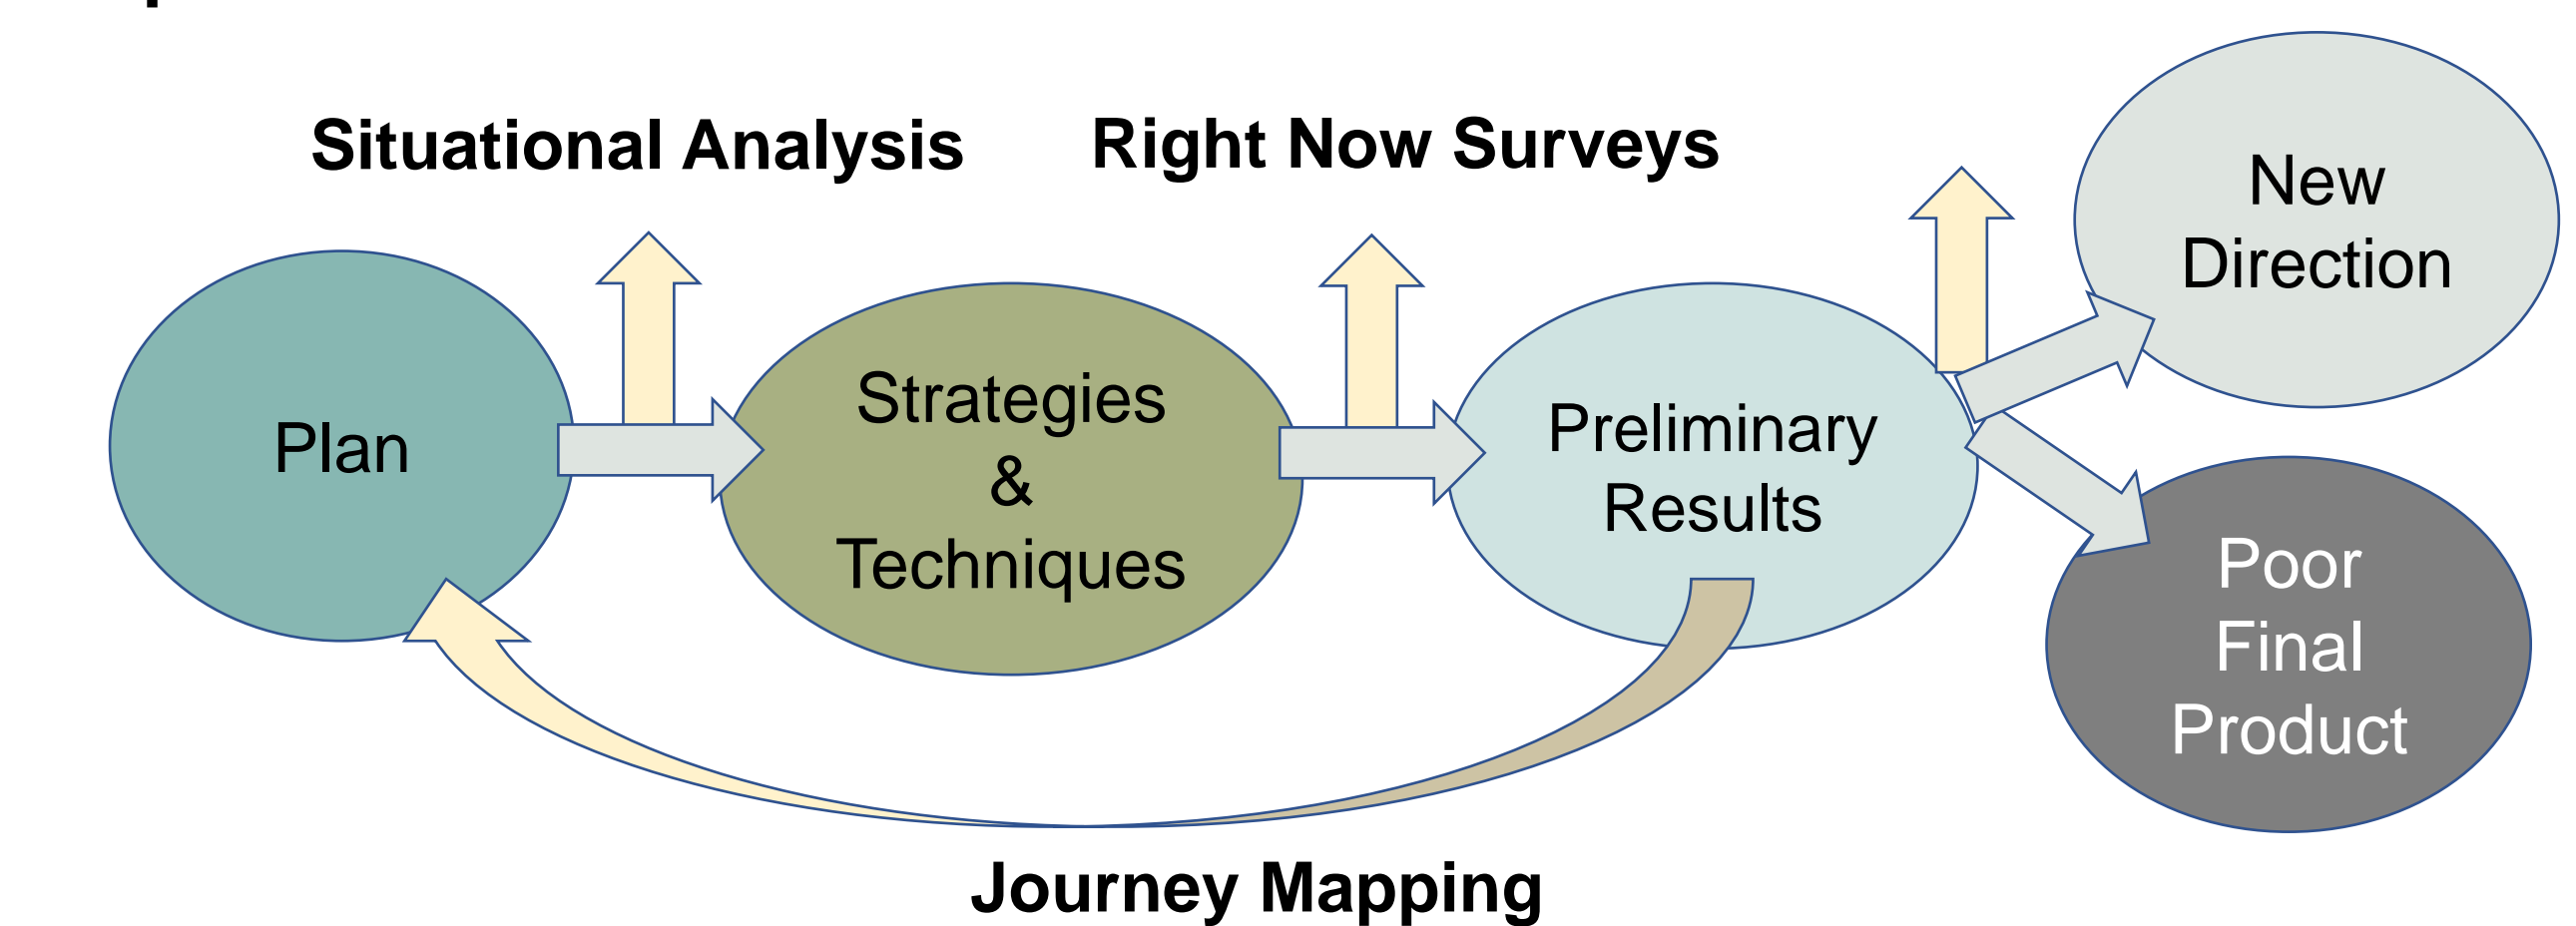 Situational Analysis
Right Now Surveys
New
Direction
Plan
Strategies
&
Techniques
Preliminary
Results
Poor
Final
Product
Journey Mapping